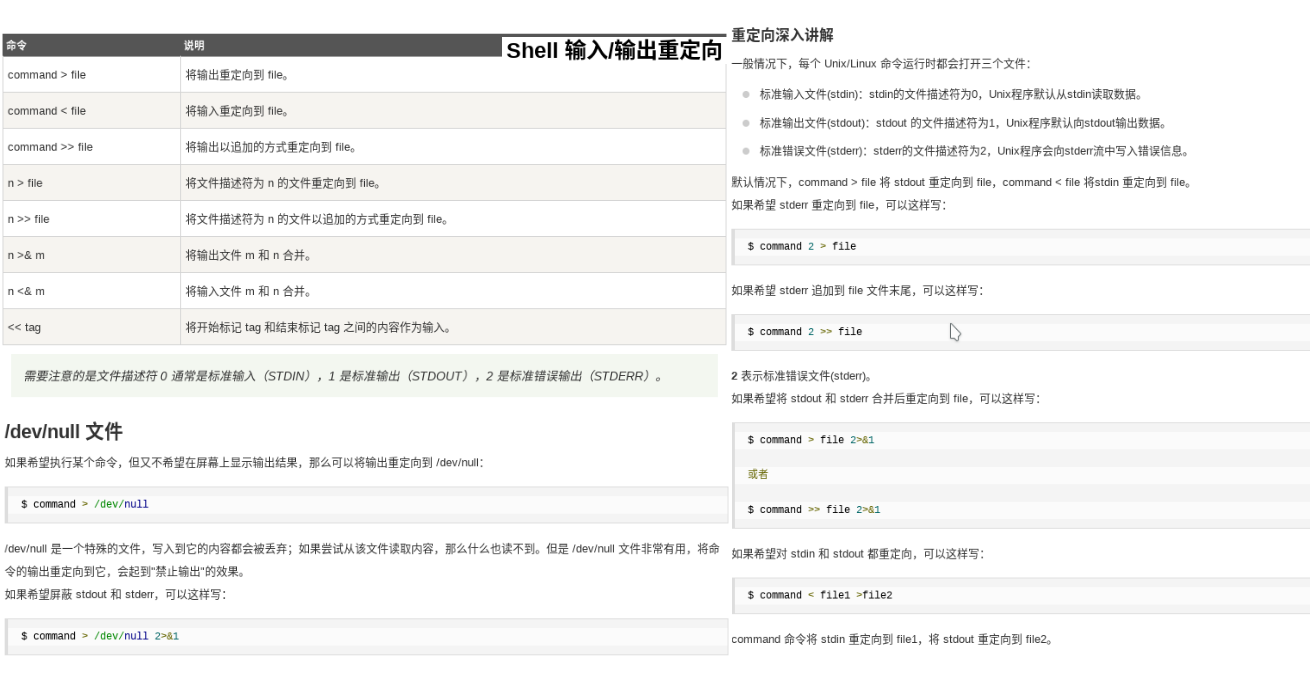 命令 说明
Shell 输入/输出重定向
command > file 将输出重定向到 file。
command < file 将输入重定向到 file。
command >> file 将输出以追加的方式重定向到 file。
n > file 将文件描述符为 n 的文件重定向到 file。
n >> file 将文件描述符为 n 的文件以追加的方式重定向到 file。
n >& m 将输出文件 m 和 n 合并。
n <& m 将输入文件 m 和 n 合并。
<< tag 将开始标记 tag 和结束标记 tag 之间的内容作为输入。
需要注意的是文件描述符 0 通常是标准输入（STDIN），1 是标准输出（STDOUT），2 是标准错误输出（STDERR）。
/dev/null 文件
如果希望执行某个命令，但又不希望在屏幕上显示输出结果，那么可以将输出重定向到 /dev/null：
$ command > /dev/null
/dev/null 是一个特殊的文件，写入到它的内容都会被丢弃；如果尝试从该文件读取内容，那么什么也读不到。但是 /dev/null 文件非常有用，将命
令的输出重定向到它，会起到"禁止输出"的效果。
如果希望屏蔽 stdout 和 stderr，可以这样写：
$ command > /dev/null 2>&1
重定向深入讲解
一般情况下，每个 Unix/Linux 命令运行时都会打开三个文件：
标准输入文件(stdin)：stdin的文件描述符为0，Unix程序默认从stdin读取数据。
标准输出文件(stdout)：stdout 的文件描述符为1，Unix程序默认向stdout输出数据。
标准错误文件(stderr)：stderr的文件描述符为2，Unix程序会向stderr流中写入错误信息。
默认情况下，command > file 将 stdout 重定向到 file，command < file 将stdin 重定向到 file。
如果希望 stderr 重定向到 file，可以这样写：
$ command 2 > file
如果希望 stderr 追加到 file 文件末尾，可以这样写：
$ command 2 >> file
2 表示标准错误文件(stderr)。
如果希望将 stdout 和 stderr 合并后重定向到 file，可以这样写：
$ command > file 2>&1
或者
$ command >> file 2>&1
如果希望对 stdin 和 stdout 都重定向，可以这样写：
$ command < file1 >file2
command 命令将 stdin 重定向到 file1，将 stdout 重定向到 file2。